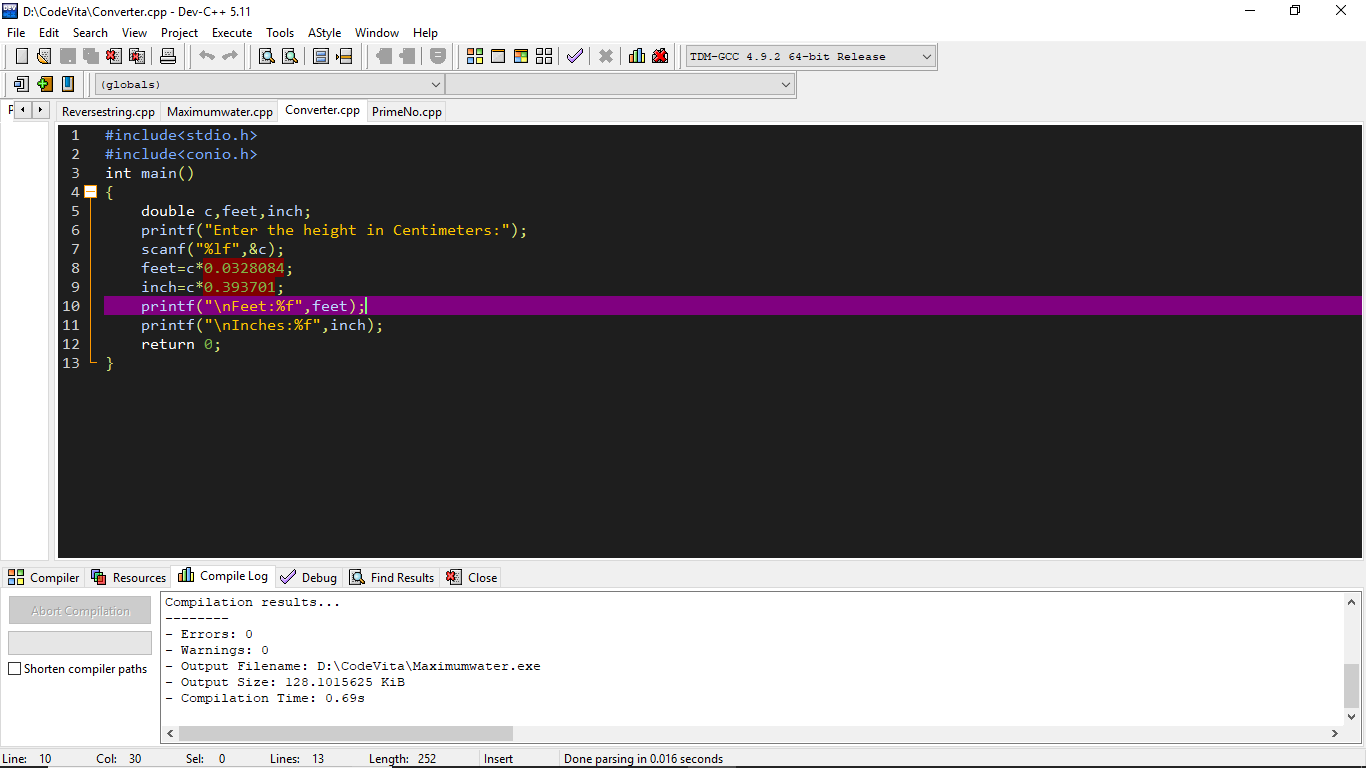 D:\CodeVita\Converter.cpp - Dev-C++ 5.11
File Edit Search View Project Execute Tools AStyle Window Help
TDM-GCC 4.9.2 64-bit Release
(globals)
Reversestring.cpp Maximumwater.cpp Converter.cpp PrimeNo.cpp
1 #include<stdio.h>
2 #include<conio.h>
3 int main()
4 {
5 double c,feet,inch;
6 printf("Enter the height in Centimeters:");
7 scanf("%lf",&c);
8 feet=c*0.0328084;
9 inch=c*0.393701;
10 printf("\nFeet:%f",feet);
11 printf("\nInches:%f",inch);
12 return 0;
13 }
Compiler Resources Compile Log Debug Find Results Close
Abort Compilation
Shorten compiler paths
Compilation results...
--------
- Errors: 0
- Warnings: 0
- Output Filename: D:\CodeVita\Maximumwater.exe
- Output Size: 128.1015625 KiB
- Compilation Time: 0.69s
Line: 10 Col: 30 Sel: 0 Lines: 13 Length: 252 Insert Done parsing in 0.016 seconds